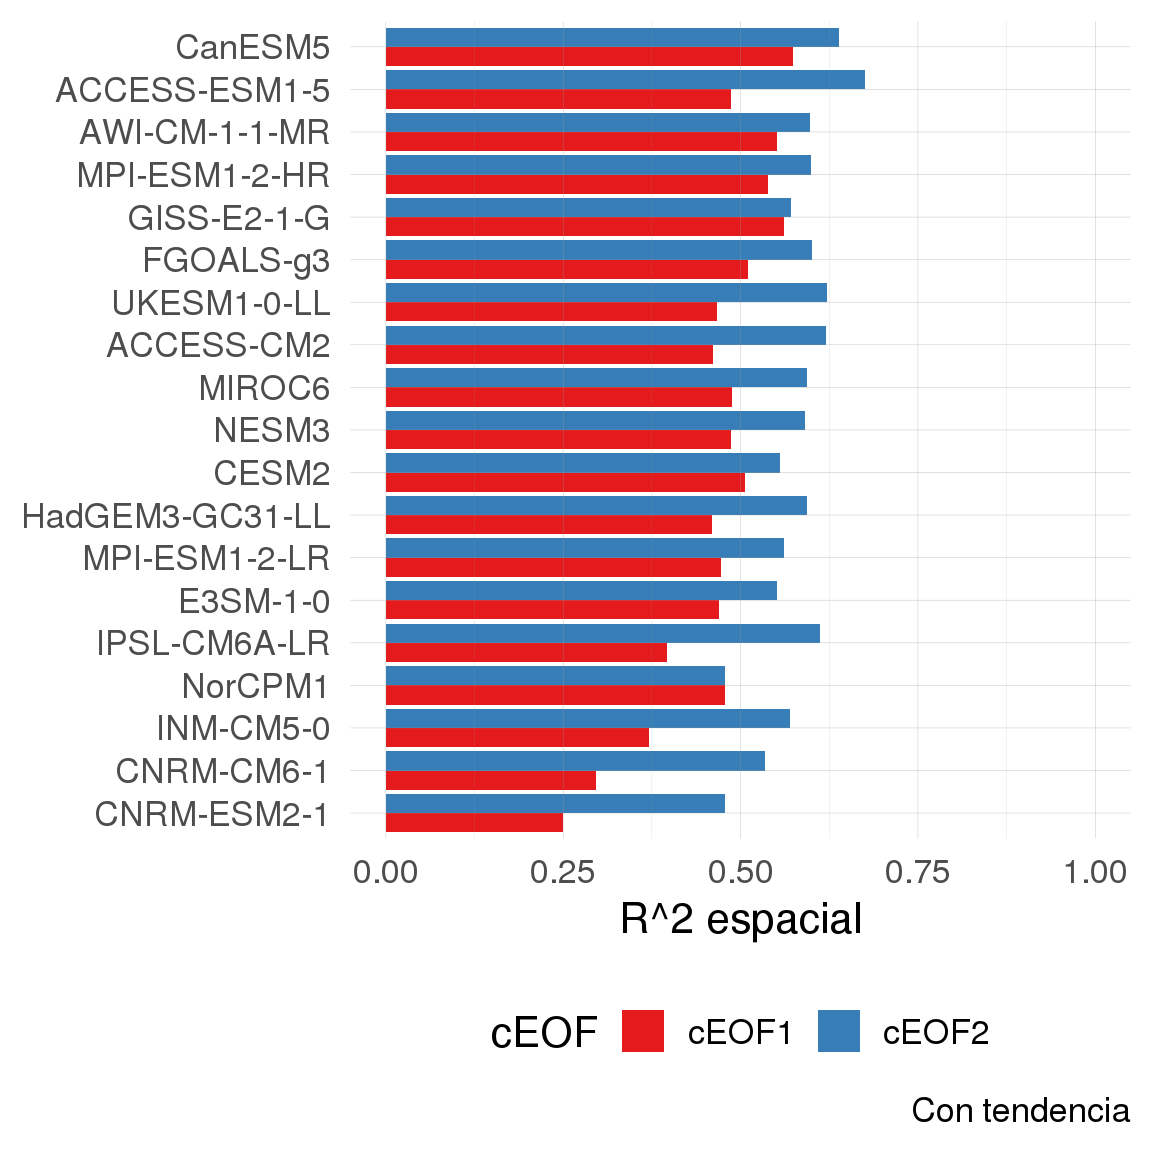 CanESM5
ACCESS-ESM1-5
AWI-CM-1-1-MR
MPI-ESM1-2-HR
GISS-E2-1-G
FGOALS-g3
UKESM1-0-LL
ACCESS-CM2
MIROC6
NESM3
CESM2
HadGEM3-GC31-LL
MPI-ESM1-2-LR
E3SM-1-0
IPSL-CM6A-LR
NorCPM1
INM-CM5-0
CNRM-CM6-1
CNRM-ESM2-1
0.00 0.25 0.50 0.75 1.00
R^2 espacial
cEOF cEOF1 cEOF2
Con tendencia